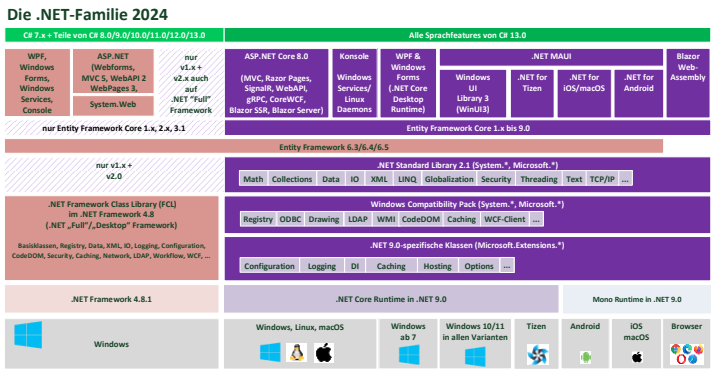 Die .NET-Familie 2024
C# 7.x + Teile von C# 8.0/9.0/10.0/11.0/12.0/13.0
Alle Sprachfeatures von C# 13.0
WPF,
Windows
Forms,
Windows
Services,
Console
ASP.NET
(Webforms,
MVC 5, WebAPI 2
WebPages 3,
System.Web
nur
v1.x +
v2.x auch
auf
.NET "Full"
Framework
ASP.NET Core 8.0
(MVC, Razor Pages,
SignalR, WebAPI,
gRPC, CoreWCF,
Blazor SSR, Blazor Server)
Konsole
Windows
Services/
Linux
Daemons
WPF &
Windows
Forms
(.NET Core
Desktop
Runtime)
.NET MAUI
Windows
UI
Library 3
(WinUI3)
.NET for
Tizen
.NET for
iOS/macOS
.NET for
Android
Blazor
Web-
Assembly
nur Entity Framework Core 1.x, 2.x, 3.1
Entity Framework Core 1.x bis 9.0
Entity Framework 6.3/6.4/6.5
nur v1.x +
v2.0
.NET Standard Library 2.1 (System.*, Microsoft.*)
Math Collections Data IO XML LINQ Globalization Security Threading Text TCP/IP ...
.NET Framework Class Library (FCL)
im .NET Framework 4.8
(.NET „Full"/„Desktop" Framework)
Basisklassen, Registry, Data, XML, IO, Logging, Configuration,
CodeDOM, Security, Caching, Network, LDAP, Workflow, WCF, ...
Windows Compatibility Pack (System.*, Microsoft.*)
Registry ODBC Drawing LDAP WMI CodeDOM Caching WCF-Client ...
.NET 9.0-spezifische Klassen (Microsoft.Extensions.*)
Configuration Logging DI Caching Hosting Options ...
.NET Framework 4.8.1
.NET Core Runtime in .NET 9.0
Mono Runtime in .NET 9.0
Windows
Windows, Linux, macOS
Windows
ab 7
Windows 10/11
in allen Varianten
Tizen
Android
iOS
macOS
Browser